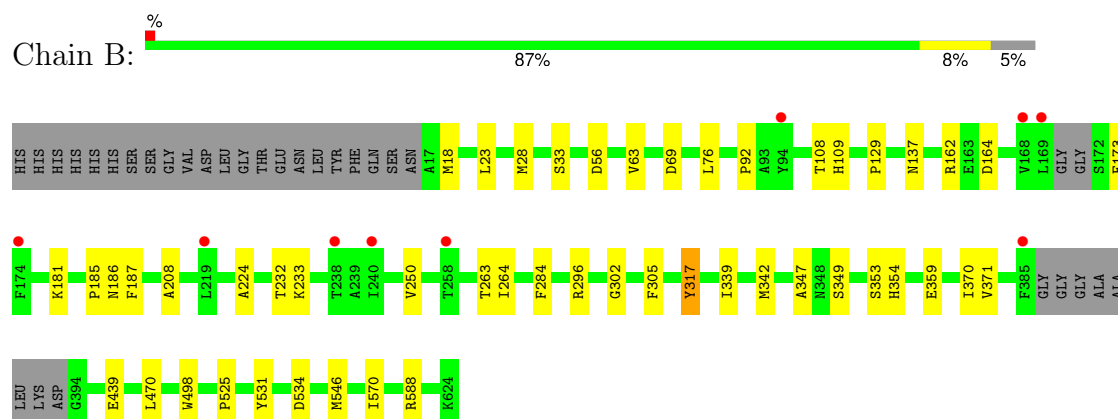 %
Chain B:
87% 8% 5%
HIS HIS HIS HIS HIS HIS SER SER GLY VAL ASP LEU GLY THR GLU ASN LEU TYR PHE GLN SER ASN A17 M18 L23 M28 S33 D56 V63 D69 L76 P92 A93 Y94 T108 H109 P129 N137 R162 E163 D164 V168 L169 GLY GLY S172 E173
F174 K181 P185 N186 F187 A208 L219 A224 T232 K233 T238 A239 I240 V250 T258 T263 I264 F284 R296 G302 F305 Y317 I339 M342 A347 N348 S349 S353 H354 E359 I370 V371 F385 GLY GLY GLY ALA ALA
LEU LYS ASP G394 E439 L470 W498 P525 Y531 D534 M546 I570 R588 K624